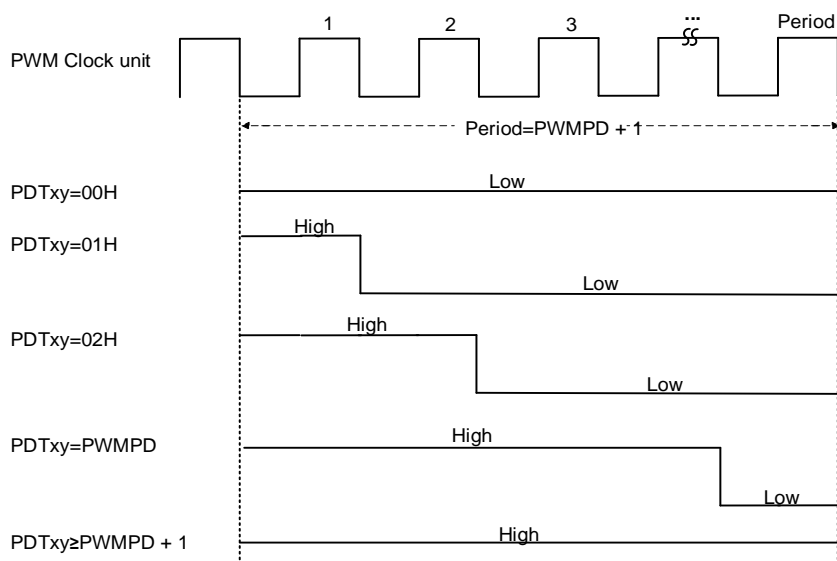 1 2 3 ... Period
PWM Clock unit
Period=PWMPD + 1
PDTxy=00H
Low
PDTxy=01H
High
Low
PDTxy=02H
High
Low
PDTxy=PWMPD
High
Low
PDTxy≥PWMPD + 1
High